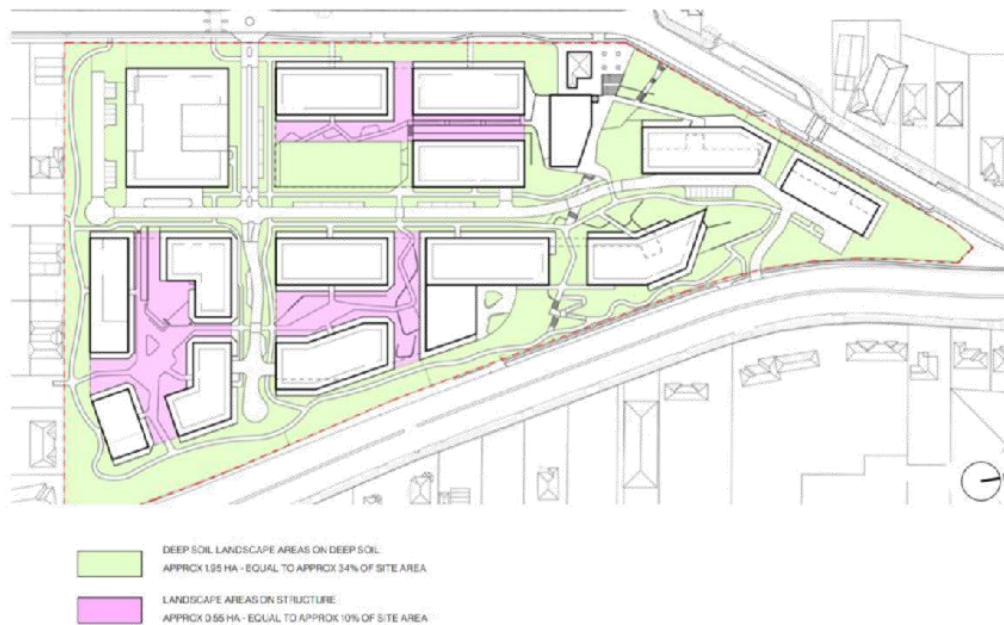 DEEP SOIL LANDSCAPE AREAS ON DEEP SOIL
APPROX 1.95 HA - EQUAL TO APPROX 34% OF SITE AREA
LANDSCAPE AREAS ON STRUCTURE
APPROX 0.55 HA - EQUAL TO APPROX 10% OF SITE AREA